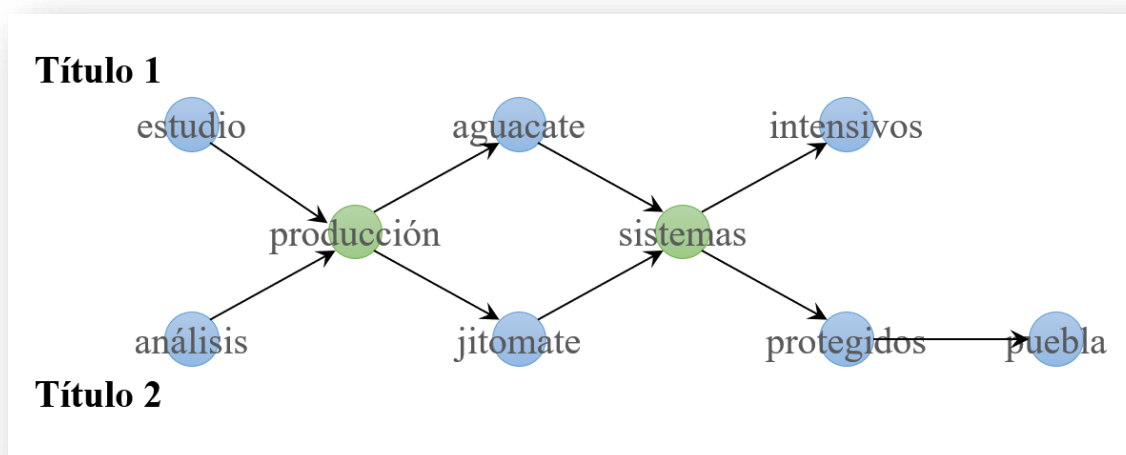 Título 1
estudio aguacate intensivos
producción sistemas
análisis jitomate protegidos puebla
Título 2